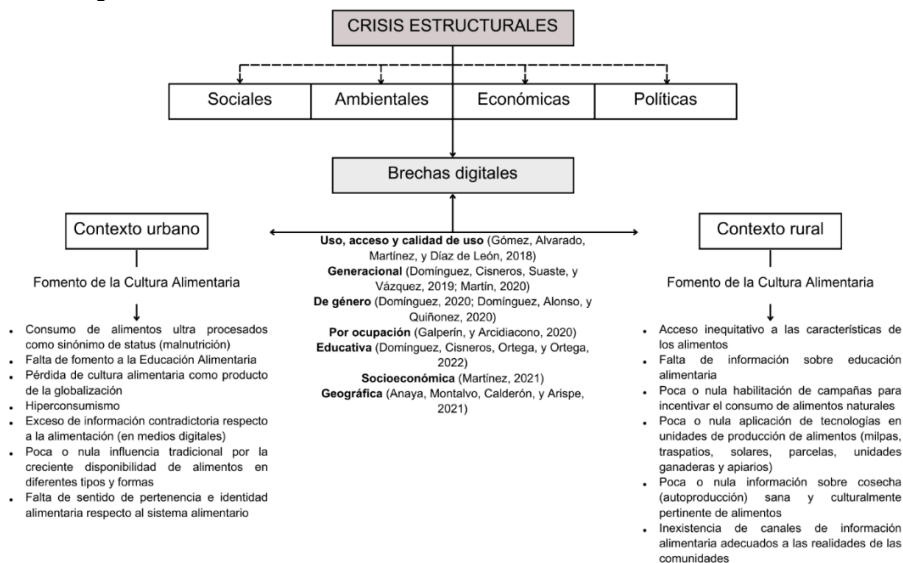 CRISIS ESTRUCTURALES
Sociales
Ambientales
Económicas
Políticas
Brechas digitales
Contexto urbano
Fomento de la Cultura Alimentaria
• Consumo de alimentos ultra procesados
como sinónimo de status (malnutrición)
• Falta de fomento a la Educación Alimentaria
• Pérdida de cultura alimentaria como producto
de la globalización
• Hiperconsumismo
• Exceso de información contradictoria respecto
a la alimentación (en medios digitales)
• Poca o nula influencia tradicional por la
creciente disponibilidad de alimentos en
diferentes tipos y formas
• Falta de sentido de pertenencia e identidad
alimentaria respecto al sistema alimentario
Uso, acceso y calidad de uso (Gómez, Alvarado,
Martínez, y Díaz de León, 2018)
Generacional (Domínguez, Cisneros, Suaste, y
Vázquez, 2019; Martín, 2020)
De género (Domínguez, 2020; Domínguez, Alonso, y
Quiñonez, 2020)
Por ocupación (Galperín, y Arcidiacono, 2020)
Educativa (Domínguez, Cisneros, Ortega, y Ortega,
2022)
Socioeconómica (Martínez, 2021)
Geográfica (Anaya, Montalvo, Calderón, y Arispe,
2021)
Contexto rural
Fomento de la Cultura Alimentaria
• Acceso inequitativo a las características de
los alimentos
• Falta de información sobre educación
alimentaria
• Poca o nula habilitación de campañas para
incentivar el consumo de alimentos naturales
• Poca o nula aplicación de tecnologías en
unidades de producción de alimentos (milpas,
traspatios, solares, parcelas, unidades
ganaderas y apiarios)
• Poca o nula información sobre cosecha
(autoproducción) sana y culturalmente
pertinente de alimentos
• Inexistencia de canales de información
alimentaria adecuados a las realidades de las
comunidades